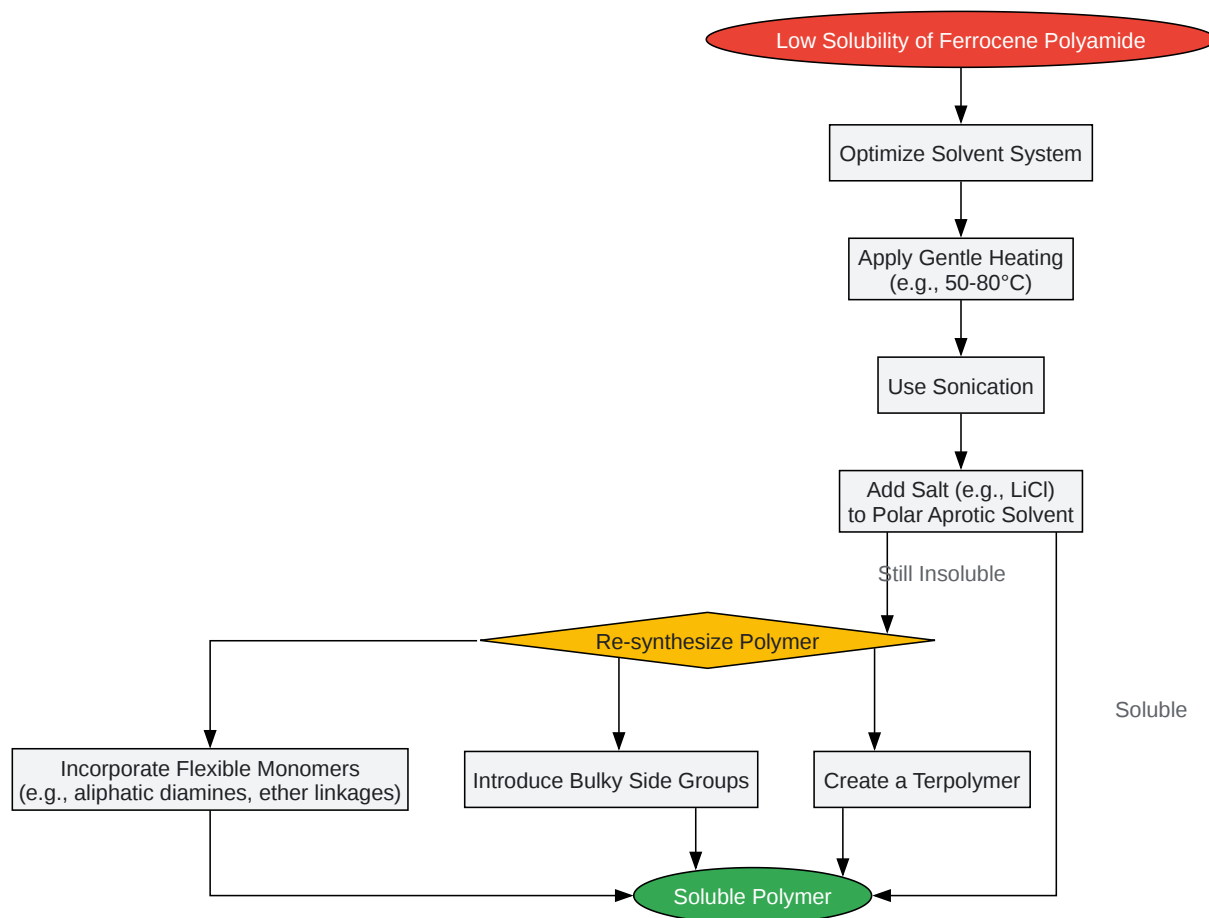 Low Solubility of Ferrocene Polyamide
Optimize Solvent System
Apply Gentle Heating
(e.g., 50-80°C)
Use Sonication
Add Salt (e.g., LiCl)
to Polar Aprotic Solvent
Still Insoluble
Re-synthesize Polymer
Soluble
Incorporate Flexible Monomers
(e.g., aliphatic diamines, ether linkages)
Introduce Bulky Side Groups
Create a Terpolymer
Soluble Polymer